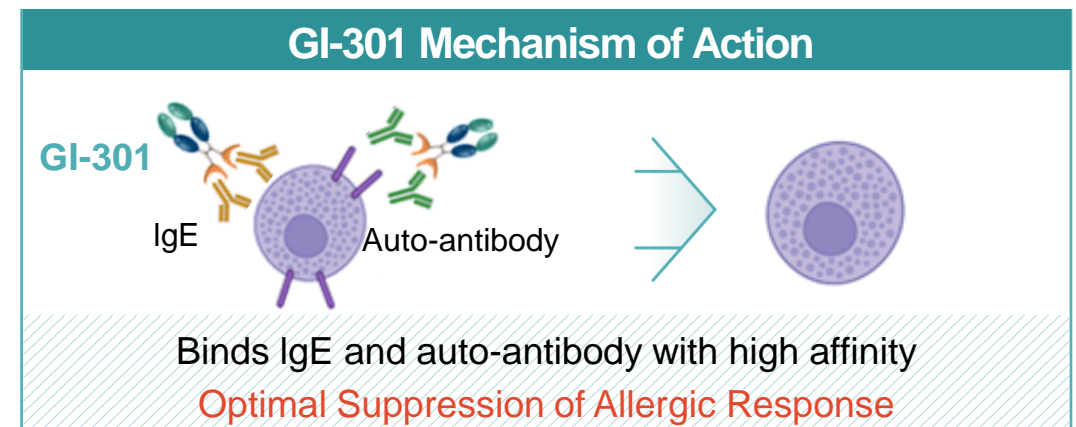 GI-301 Mechanism of Action
GI-301
IgE
Auto-antibody
Binds IgE and auto-antibody with high affinity
Optimal Suppression of Allergic Response